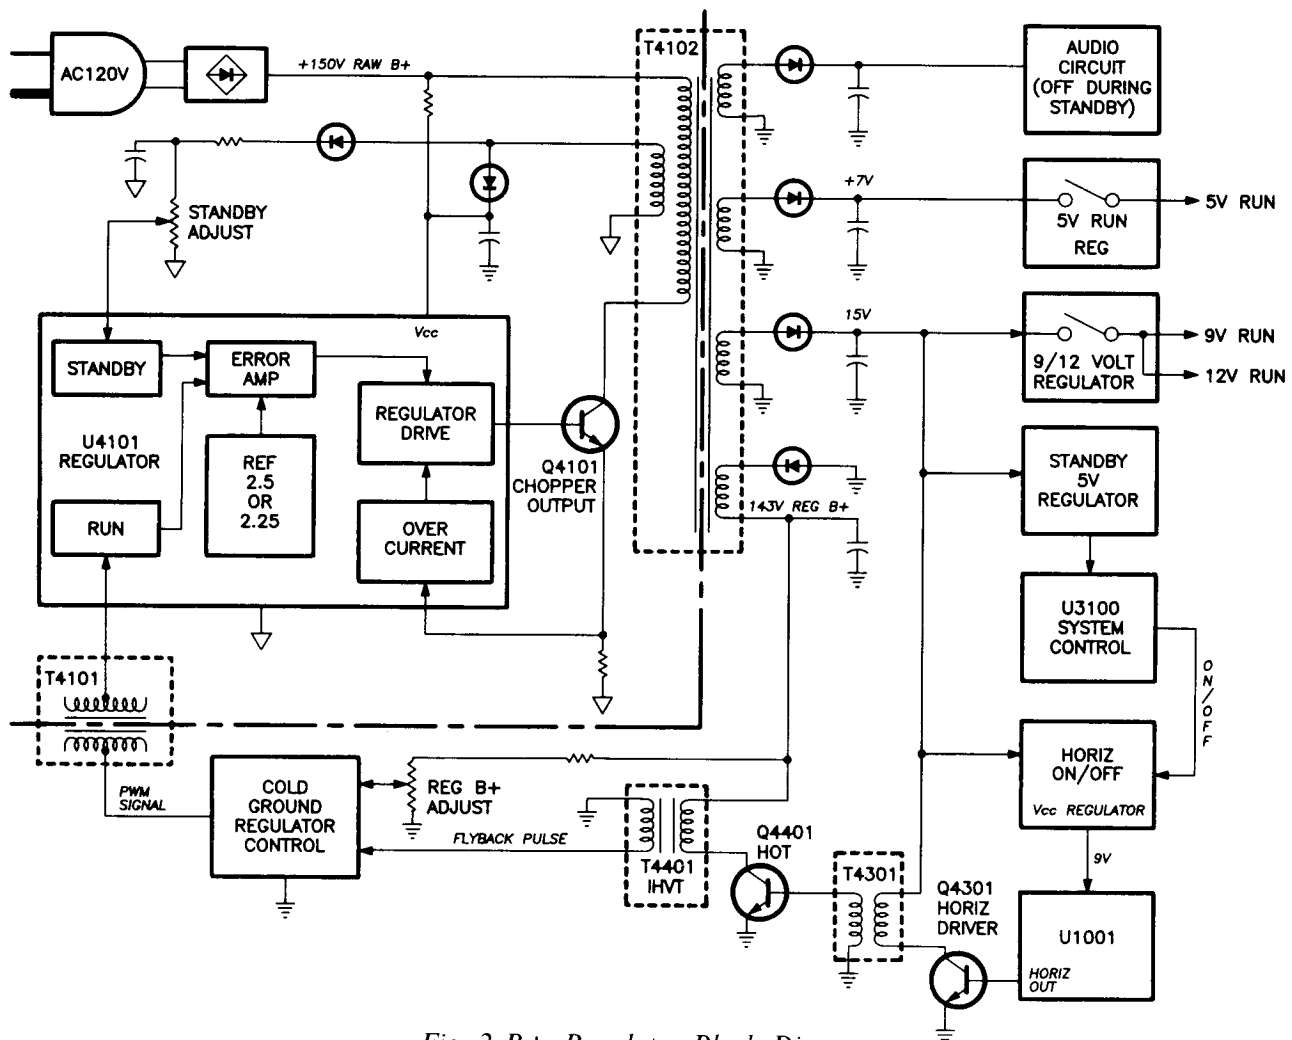 AC120V
+150V RAW B+
T4102
AUDIO
CIRCUIT
(OFF DURING
STANDBY)
STANDBY
ADJUST
+7V
5V RUN
REG
5V RUN
Vcc
15V
9/12 VOLT
REGULATOR
9V RUN
12V RUN
STANDBY
ERROR
AMP
REGULATOR
DRIVE
U4101
REGULATOR
REF
2.5
OR
2.25
RUN
OVER
CURRENT
Q4101
CHOPPER
OUTPUT
143V REG B+
STANDBY
5V
REGULATOR
U3100
SYSTEM
CONTROL
ON/OFF
T4101
PWM
SIGNAL
COLD
GROUND
REGULATOR
CONTROL
REG B+
ADJUST
FLYBACK PULSE
T4401
IHVT
Q4401
HOT
T4301
Q4301
HORIZ
DRIVER
HORIZ
ON/OFF
Vcc REGULATOR
9V
U1001
HORIZ
OUT
Fig. 2 B+ Regulator Block